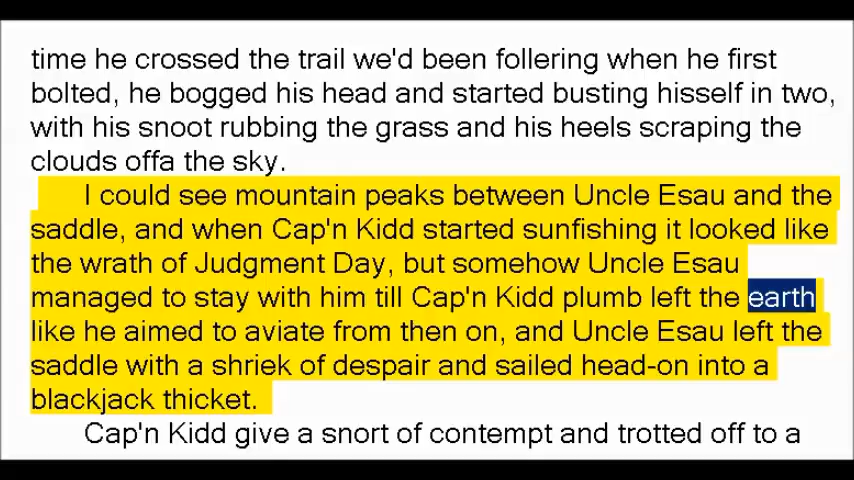 time he crossed the trail we'd been follering when he first
bolted, he bogged his head and started busting hisself in two,
with his snoot rubbing the grass and his heels scraping the
clouds offa the sky.
I could see mountain peaks between Uncle Esau and the
saddle, and when Cap'n Kidd started sunfishing it looked like
the wrath of Judgment Day, but somehow Uncle Esau
managed to stay with him till Cap'n Kidd plumb left the earth
like he aimed to aviate from then on, and Uncle Esau left the
saddle with a shriek of despair and sailed head-on into a
blackjack thicket.
Cap'n Kidd give a snort of contempt and trotted off to a